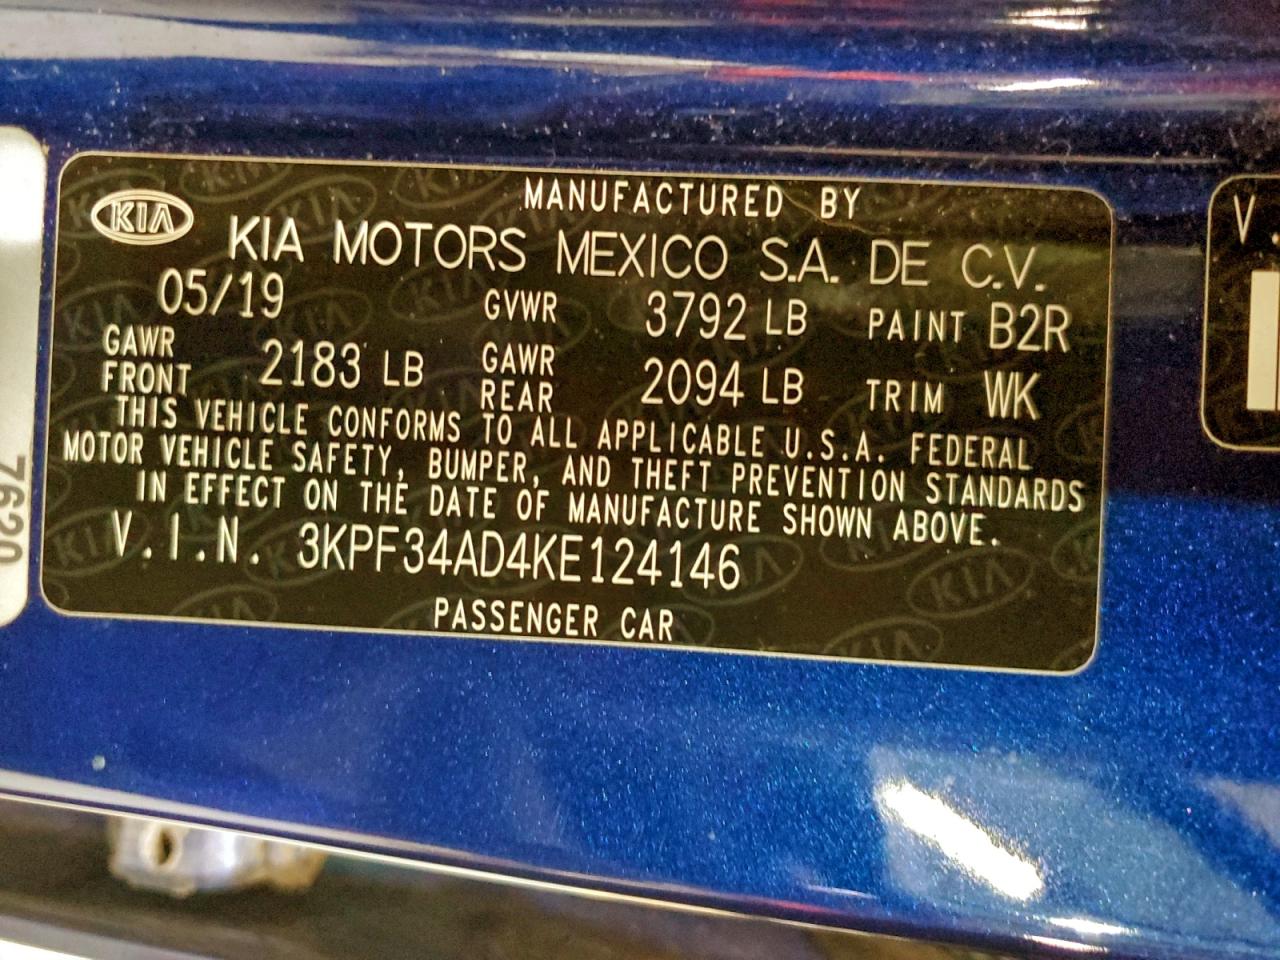 MANUFACTURED BY
KIA
KIA MOTORS MEXICO S.A. DE C.V.
05/19 GVWR 3792 LB PAINT B2R
GAWR FRONT 2183 LB GAWR REAR 2094 LB TRIM WK
THIS VEHICLE CONFORMS TO ALL APPLICABLE U.S.A. FEDERAL
MOTOR VEHICLE SAFETY, BUMPER, AND THEFT PREVENTION STANDARDS
IN EFFECT ON THE DATE OF MANUFACTURE SHOWN ABOVE.
V.I.N. 3KPF34AD4KE124146
PASSENGER CAR
V.